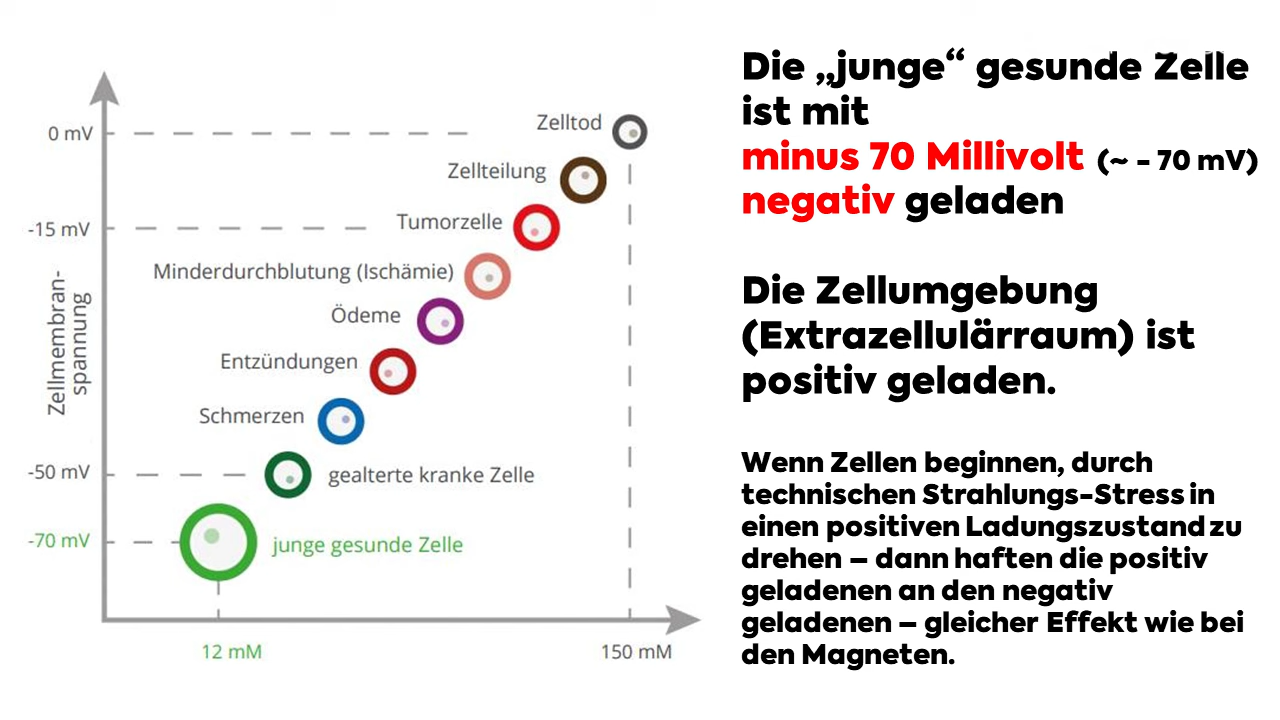 0 mV
-15 mV
-50 mV
-70 mV
Zellmembran-
spannung
Zelltod
Zellteilung
Tumorzelle
Minderdurchblutung (Ischämie)
Ödeme
Entzündungen
Schmerzen
gealterte kranke Zelle
junge gesunde Zelle
12 mM
150 mM
Die „junge“ gesunde Zelle
ist mit
minus 70 Millivolt (~ - 70 mV)
negativ geladen
Die Zellumgebung
(Extrazellulärraum) ist
positiv geladen.
Wenn Zellen beginnen, durch
technischen Strahlungs-Stress in
einen positiven Ladungszustand zu
drehen – dann haften die positiv
geladenen an den negativ
geladenen – gleicher Effekt wie bei
den Magneten.